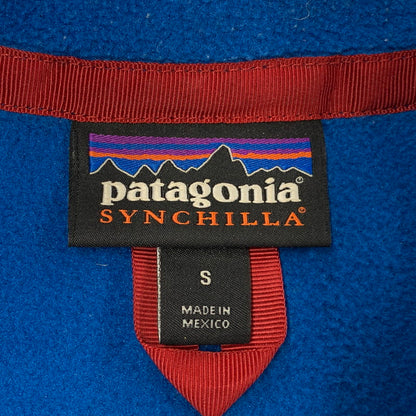 patagonia®
SYNCHILLA®
S
MADE IN
MEXICO